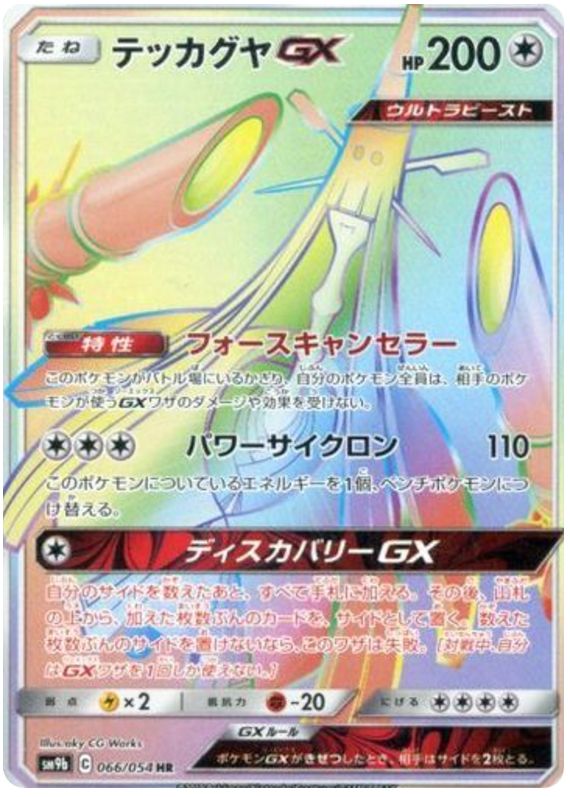 たね テッカグヤGX HP200
ウルトラビースト
特性 フォースキャンセラー
このポケモンがバトル場にいるかぎり、自分のポケモン全員は、相手のポケ
モンが使うGXワザのダメージや効果を受けない。
パワーサイクロン 110
このポケモンについているエネルギーを1個、ベンチポケモンにつ
け替える。
ディスカバリーGX
自分のサイドを数えたあと、すべて手札に加える。その後、山札
の上から、加えた枚数ぶんのカードを、サイドとして置く。数えた
枚数ぶんのサイドを置けないなら、このワザは失敗。[対戦中、自分
はGXワザを1回しか使えない。]
弱点 ×2 抵抗力 -20 にげる
Illus. aky CG Works
GXルール
SM9b C 066/054 HR
ポケモンGXがきぜつしたとき、相手はサイドを2枚とる。